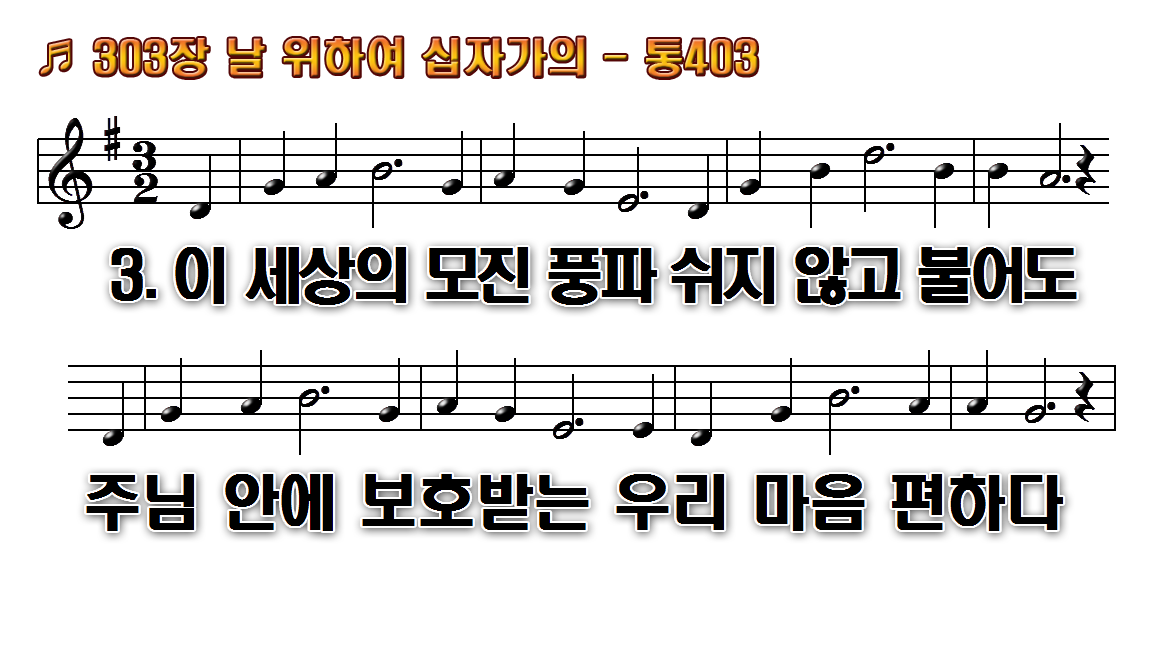 ♬ 303장 날 위하여 십자가의 - 통403
3/2
3. 이 세상의 모진 풍파 쉬지 않고 불어도
주님 안에 보호받는 우리 마음 편하다